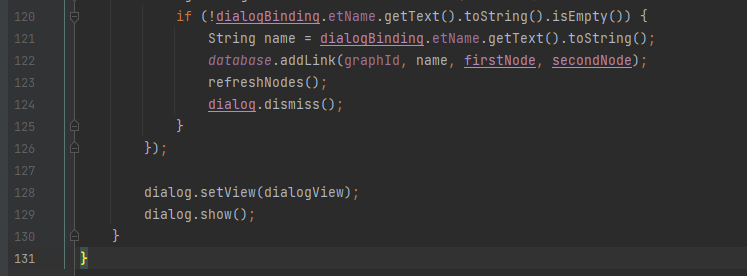 120 if (!dialogBinding.etName.getText().toString().isEmpty()) {
121 String name = dialogBinding.etName.getText().toString();
122 database.addLink(graphId, name, firstNode, secondNode);
123 refreshNodes();
124 dialog.dismiss();
125 }
126 });
127
128 dialog.setView(dialogView);
129 dialog.show();
130 }
131 }